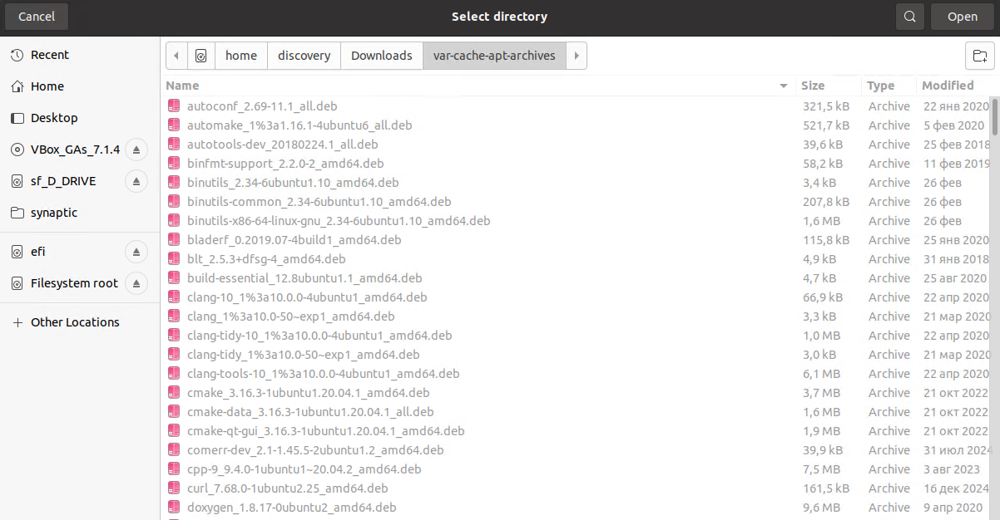 Cancel Select directory Open
Recent
Home
Desktop
VBox_GAs_7.1.4
sf_D_DRIVE
synaptic
efi
Filesystem root
Other Locations
home discovery Downloads var-cache-apt-archives
Name Size Type Modified
autoconf_2.69-11.1_all.deb 321,5 kB Archive 22 янв 2020
automake_1%3a1.16.1-4ubuntu6_all.deb 521,7 kB Archive 5 фев 2020
autotools-dev_20180224.1_all.deb 39,6 kB Archive 25 фев 2018
binfmt-support_2.2.0-2_amd64.deb 58,2 kB Archive 11 фев 2019
binutils_2.34-6ubuntu1.10_amd64.deb 3,4 kB Archive 26 фев
binutils-common_2.34-6ubuntu1.10_amd64.deb 207,8 kB Archive 26 фев
binutils-x86-64-linux-gnu_2.34-6ubuntu1.10_amd64.deb 1,6 MB Archive 26 фев
bladerf_0.2019.07-4build1_amd64.deb 115,8 kB Archive 25 янв 2020
blt_2.5.3+dfsg-4_amd64.deb 4,9 kB Archive 31 янв 2018
build-essential_12.8ubuntu1.1_amd64.deb 4,7 kB Archive 25 авг 2020
clang-10_1%3a10.0.0-4ubuntu1_amd64.deb 66,9 kB Archive 22 апр 2020
clang_1%3a10.0-50~exp1_amd64.deb 3,3 kB Archive 21 мар 2020
clang-tidy-10_1%3a10.0.0-4ubuntu1_amd64.deb 1,0 MB Archive 22 апр 2020
clang-tidy_1%3a10.0-50~exp1_amd64.deb 3,0 kB Archive 21 мар 2020
clang-tools-10_1%3a10.0.0-4ubuntu1_amd64.deb 6,1 MB Archive 22 апр 2020
cmake_3.16.3-1ubuntu1.20.04.1_amd64.deb 3,7 MB Archive 21 окт 2022
cmake-data_3.16.3-1ubuntu1.20.04.1_all.deb 1,6 MB Archive 21 окт 2022
cmake-qt-gui_3.16.3-1ubuntu1.20.04.1_amd64.deb 1,9 MB Archive 21 окт 2022
comerr-dev_2.1-1.45.5-2ubuntu1.2_amd64.deb 39,9 kB Archive 31 июл 2024
cpp-9_9.4.0-1ubuntu1~20.04.2_amd64.deb 7,5 MB Archive 3 авг 2023
curl_7.68.0-1ubuntu2.25_amd64.deb 161,5 kB Archive 16 дек 2024
doxygen_1.8.17-0ubuntu2_amd64.deb 9,6 MB Archive 9 апр 2020